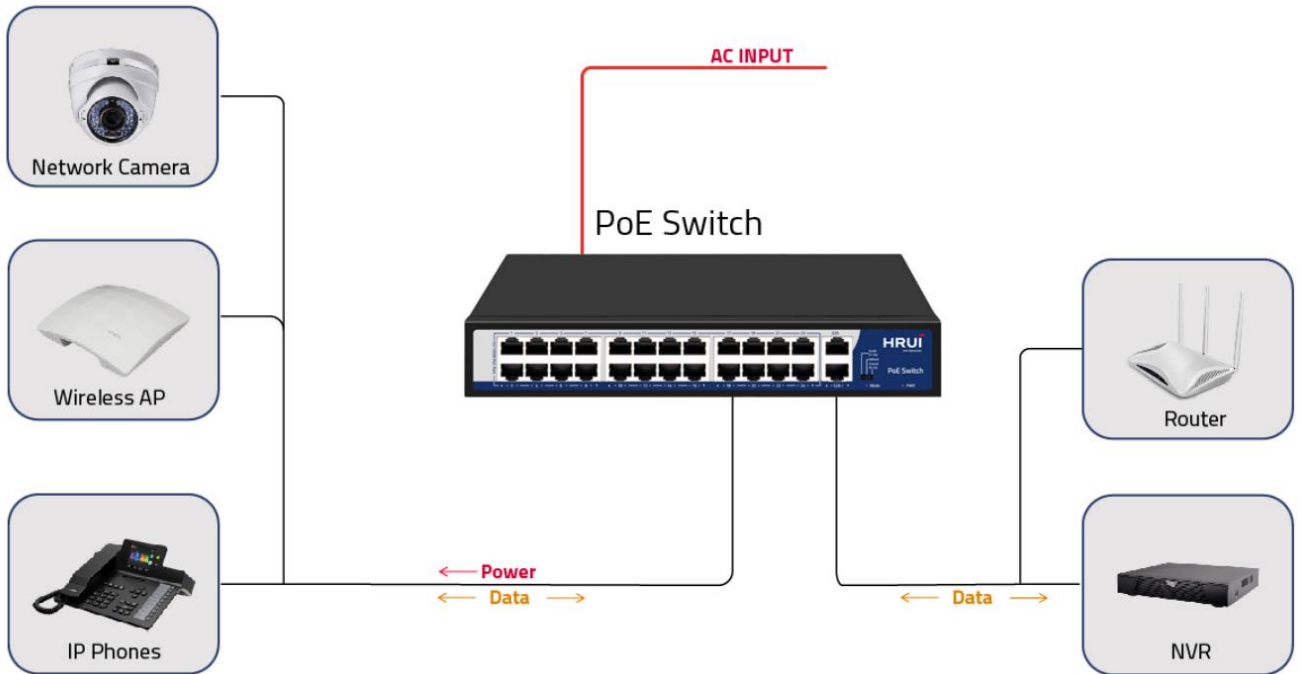 AC INPUT
Network Camera
PoE Switch
HRUI
PoE Switch
Wireless AP
Router
Power
Data
Data
IP Phones
NVR